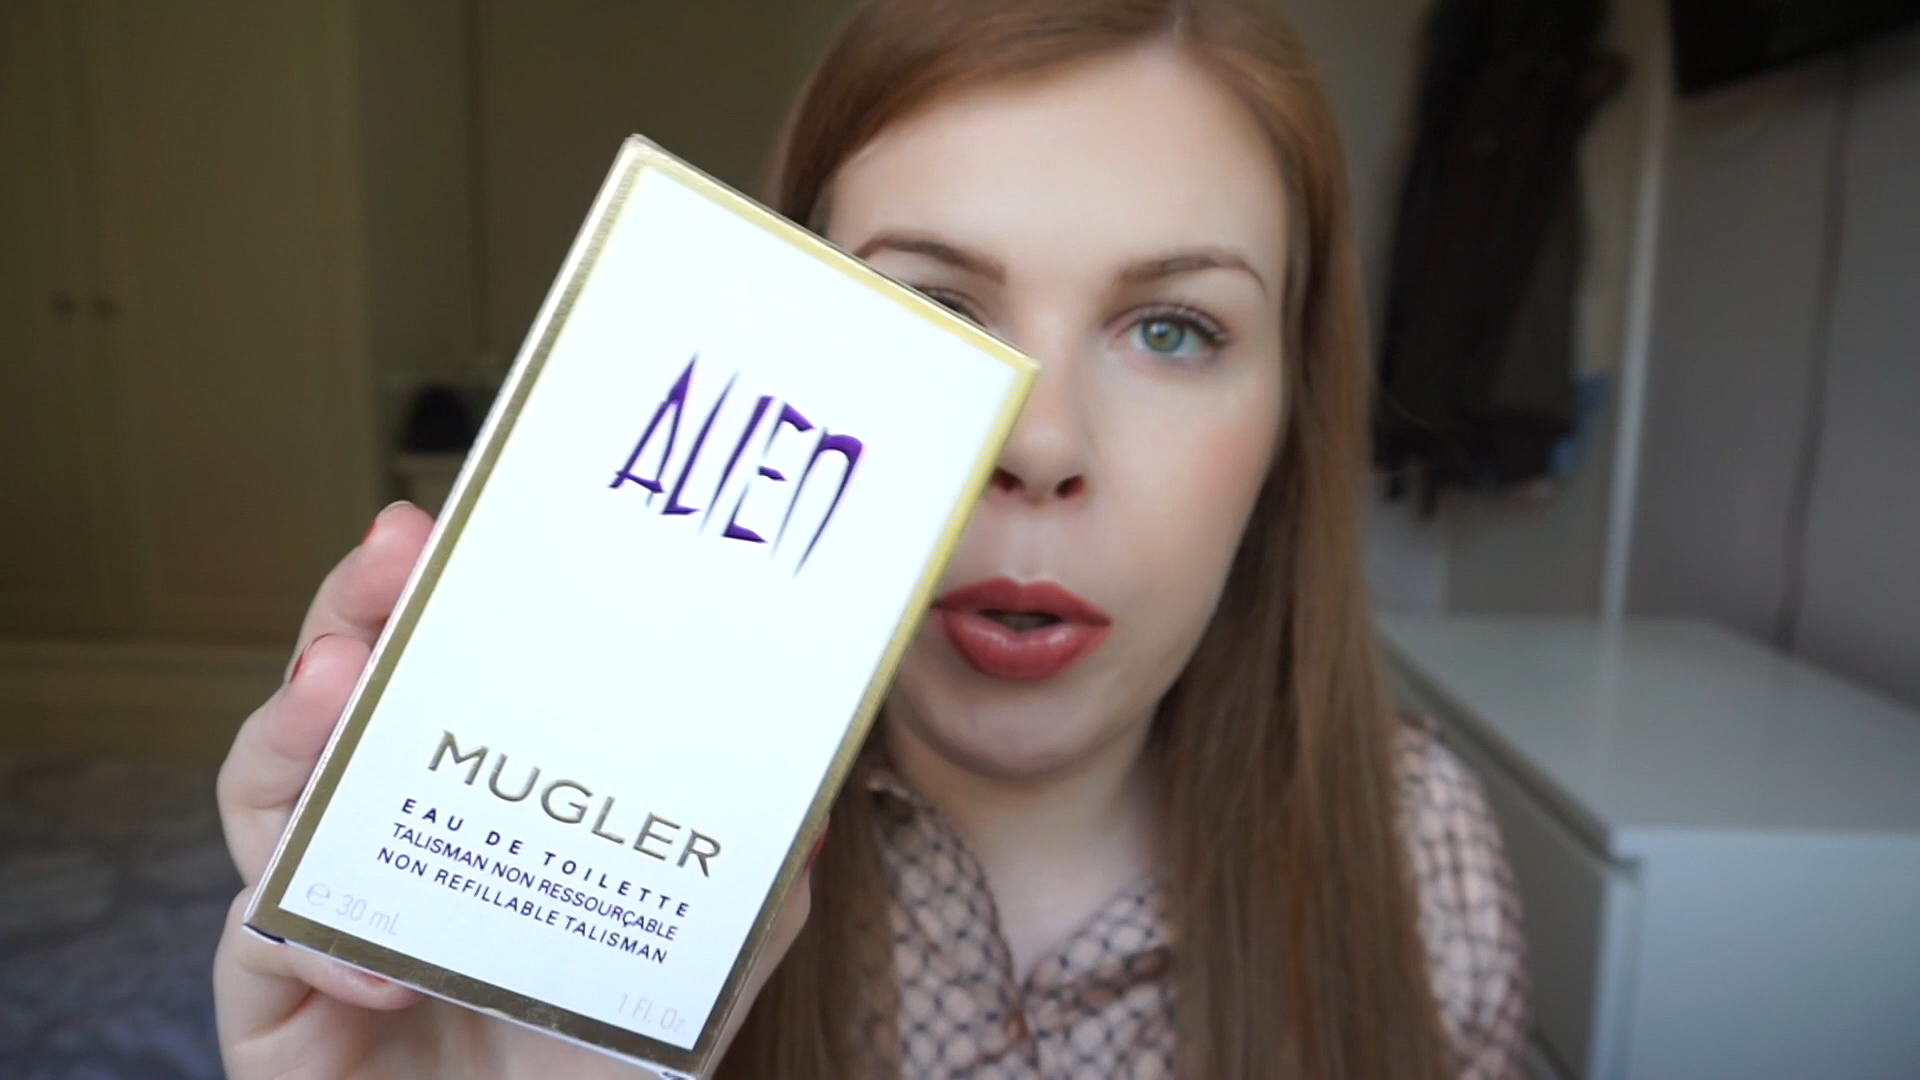 ALIEN
MUGLER
EAU DE TOILETTE
TALISMAN NON RESSOURÇABLE
NON REFILLABLE TALISMAN
e 30 mL
1 Fl. Oz.